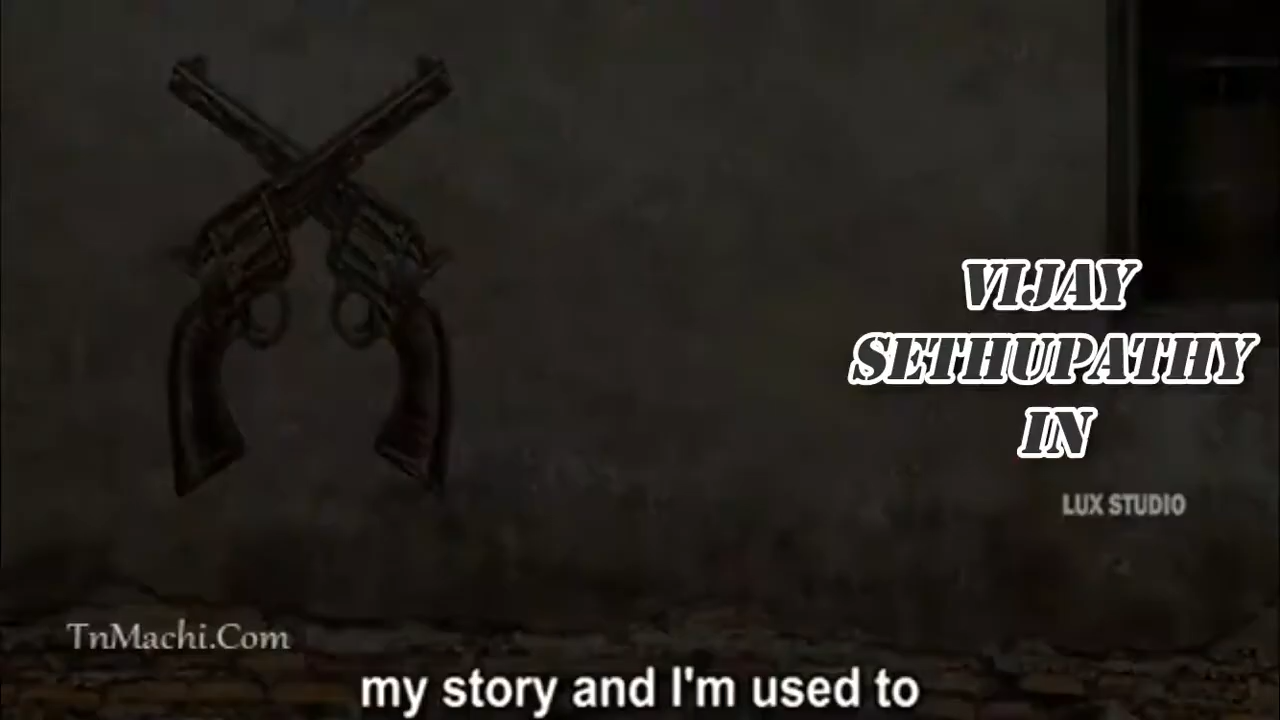 VIJAY
SETHUPATHY
IN
LUX STUDIO
TnMachi.Com
my story and I'm used to